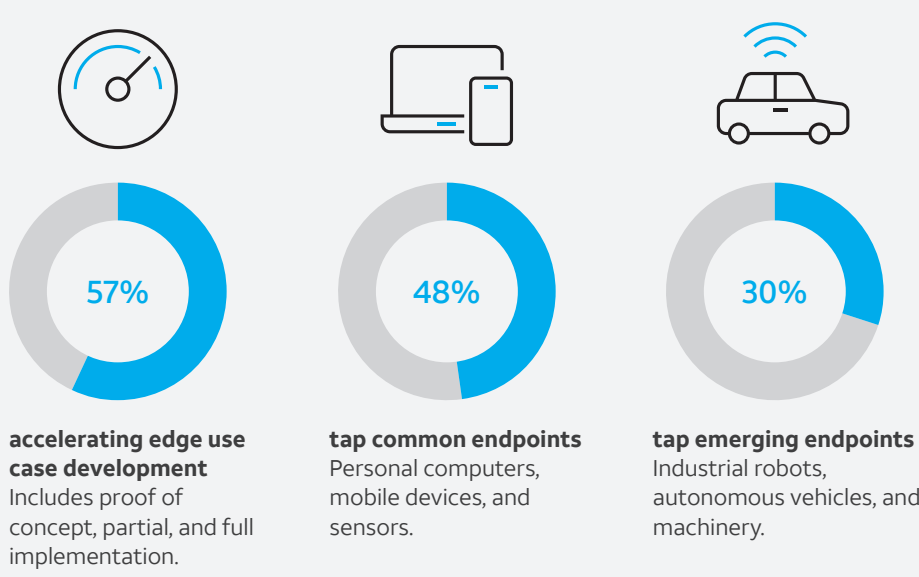 57%
48%
30%
accelerating edge use
case development
Includes proof of
concept, partial, and full
implementation.
tap common endpoints
Personal computers,
mobile devices, and
sensors.
tap emerging endpoints
Industrial robots,
autonomous vehicles, and
machinery.